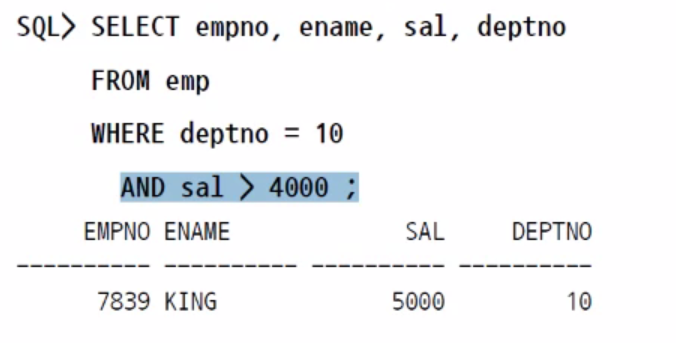 SQL> SELECT empno, ename, sal, deptno
FROM emp
WHERE deptno = 10
AND sal > 4000 ;
EMPNO ENAME SAL DEPTNO
---------- ---------- ---------- ----------
7839 KING 5000 10